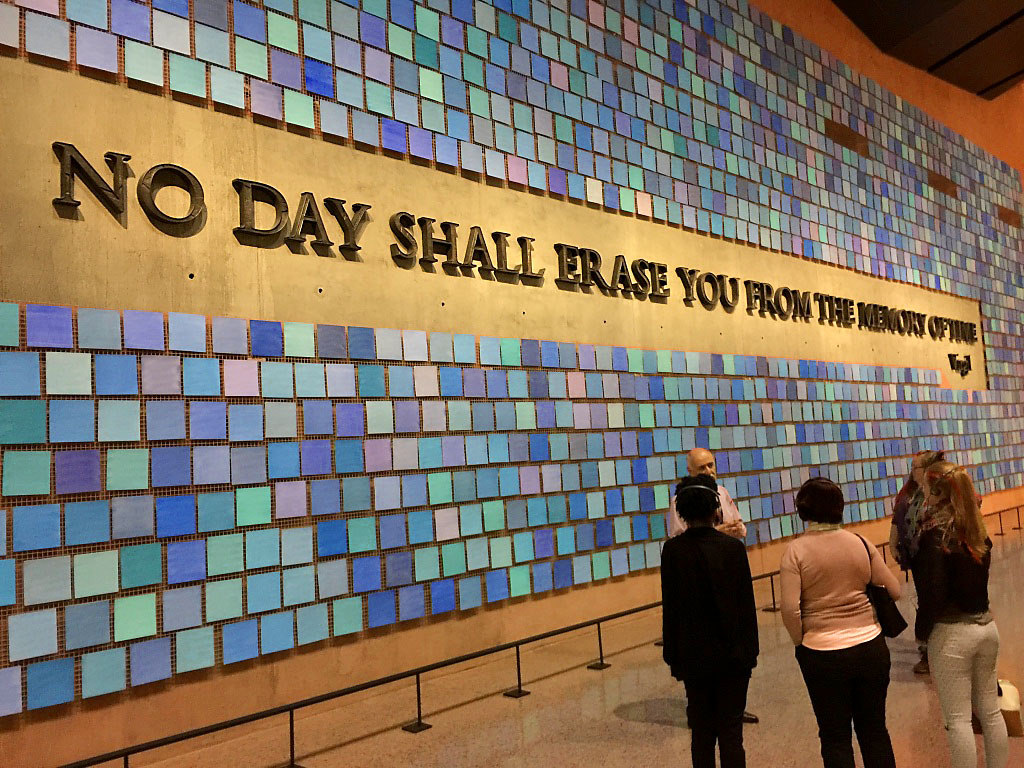 NO DAY SHALL ERASE YOU FROM THE MEMORY OF TIME
Virgil